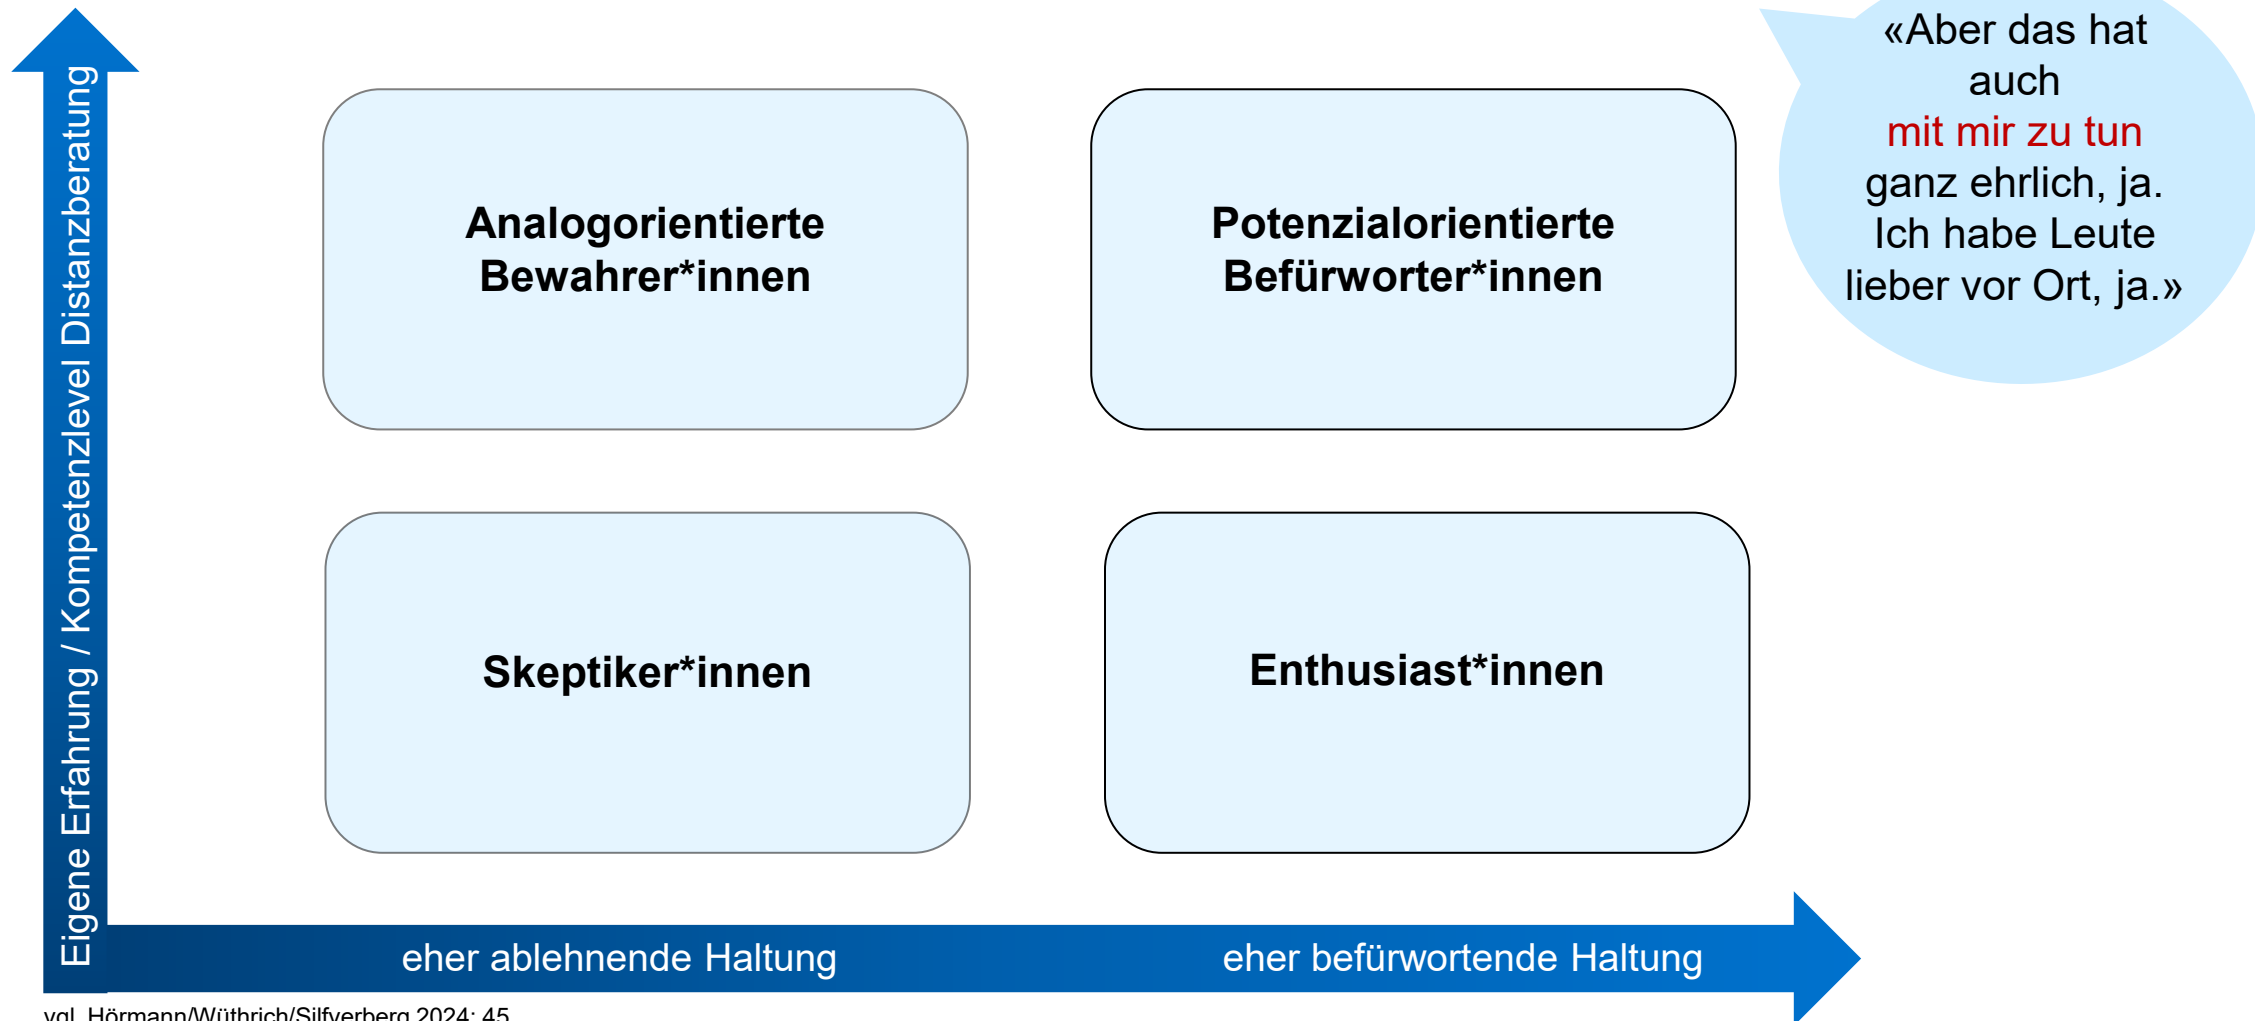 Eigene Erfahrung / Kompetenzlevel Distanzberatung
Analogorientierte
Bewahrer*innen
Potenzialorientierte
Befürworter*innen
«Aber das hat
auch
mit mir zu tun
ganz ehrlich, ja.
Ich habe Leute
lieber vor Ort, ja.»
Skeptiker*innen
Enthusiast*innen
eher ablehnende Haltung
eher befürwortende Haltung
vgl. Hörmann/Wüthrich/Silfverberg 2024: 45